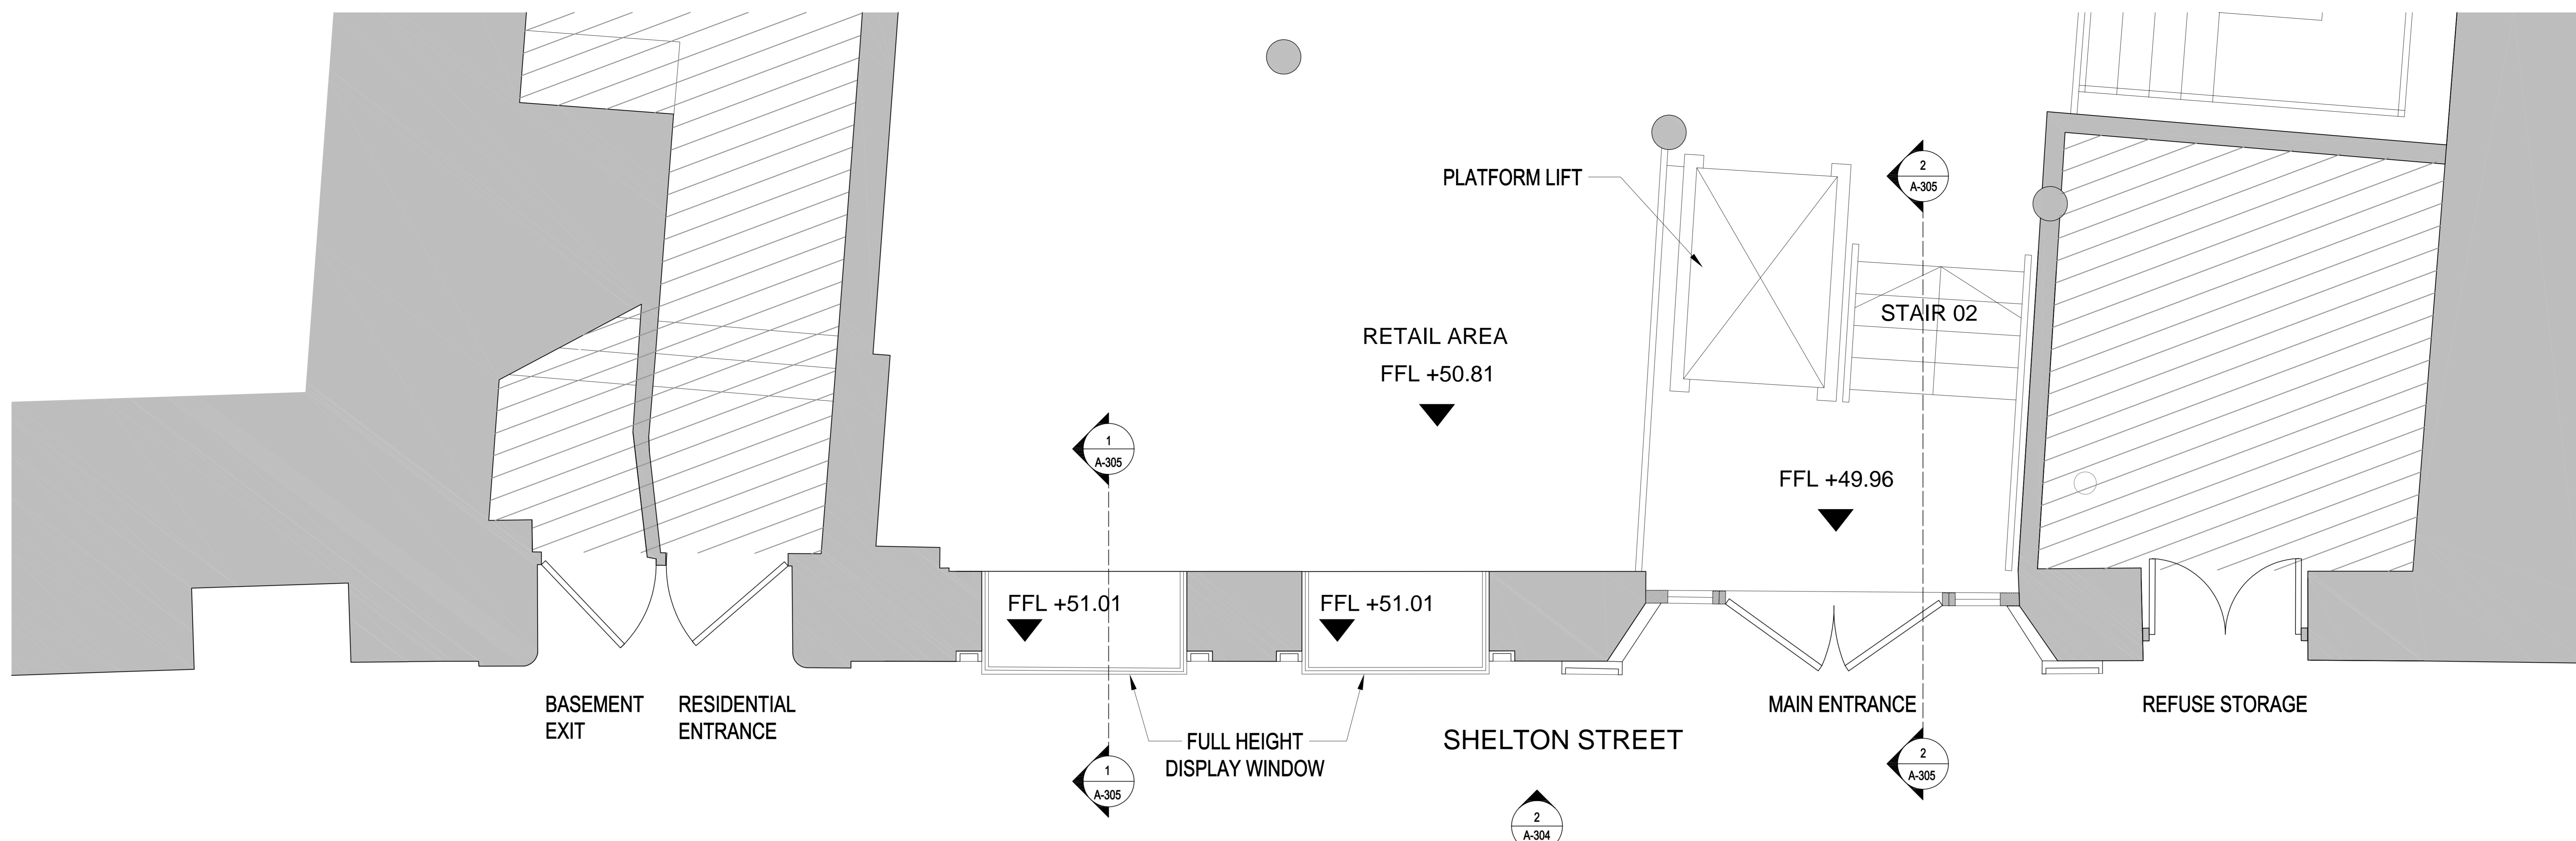 2
A-305
PLATFORM LIFT
STAIR 02
RETAIL AREA
FFL +50.81
1
A-305
FFL +49.96
FFL +51.01
FFL +51.01
BASEMENT
EXIT
RESIDENTIAL
ENTRANCE
MAIN ENTRANCE
REFUSE STORAGE
FULL HEIGHT
DISPLAY WINDOW
SHELTON STREET
1
A-305
2
A-305
2
A-304